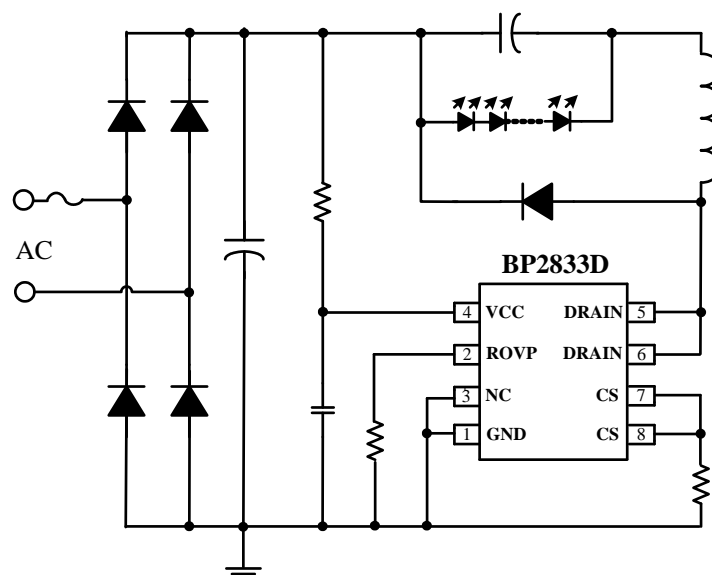 AC
BP2833D
4 VCC DRAIN 5
2 ROVP DRAIN 6
3 NC CS 7
1 GND CS 8